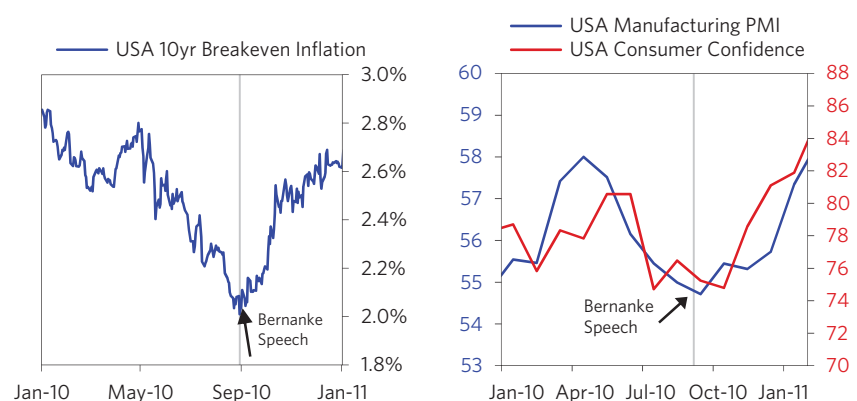 USA 10yr Breakeven Inflation
3.0%
2.8%
2.6%
2.4%
2.2%
2.0%
1.8%
Bernanke
Speech
Jan-10 May-10 Sep-10 Jan-11
USA Manufacturing PMI
USA Consumer Confidence
60 88
59 86
58 84
57 82
56 80
55 78
54 76
53 74
72
70
Bernanke
Speech
Jan-10 Apr-10 Jul-10 Oct-10 Jan-11